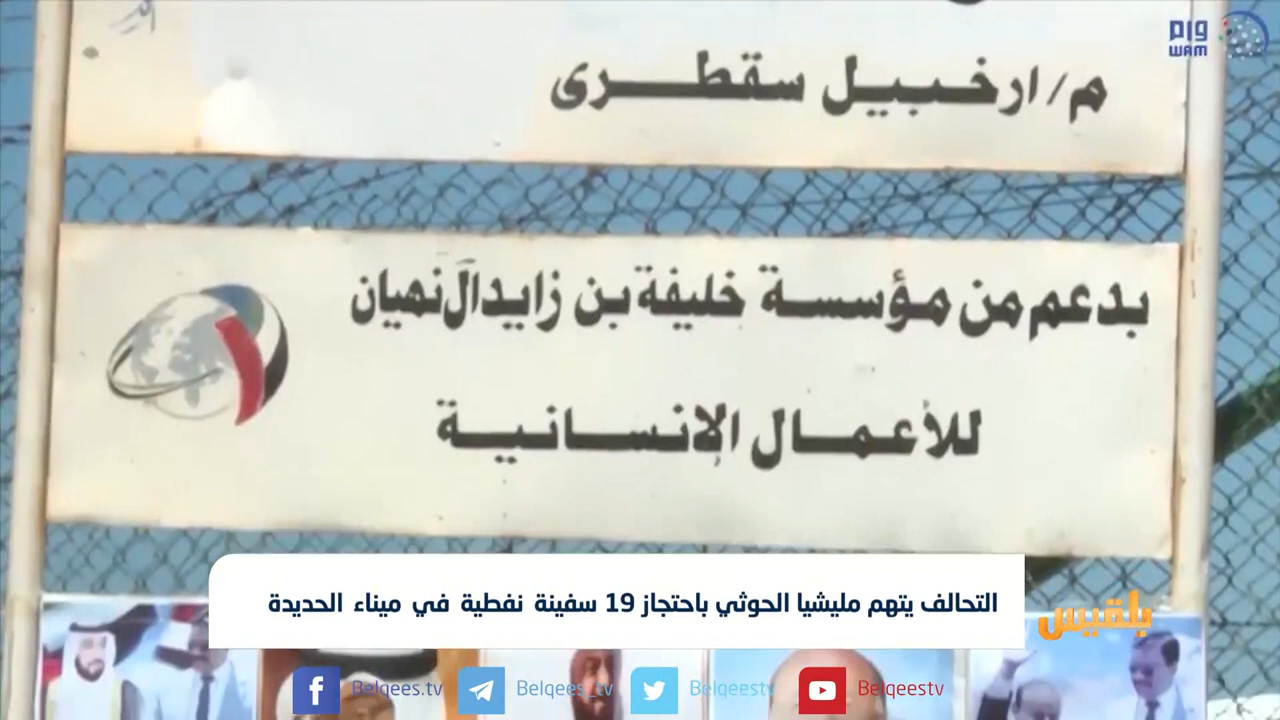 وام
WAM
م/ارخبيل سقطرى
بدعم من مؤسسة خليفة بن زايد آل نهيان
للأعمال الإنسانية
التحالف يتهم مليشيا الحوثي باحتجاز 19 سفينة نفطية في ميناء الحديدة
بلقيس
Belqees.tv
Belqees_tv
Belqeestv
Belqeestv